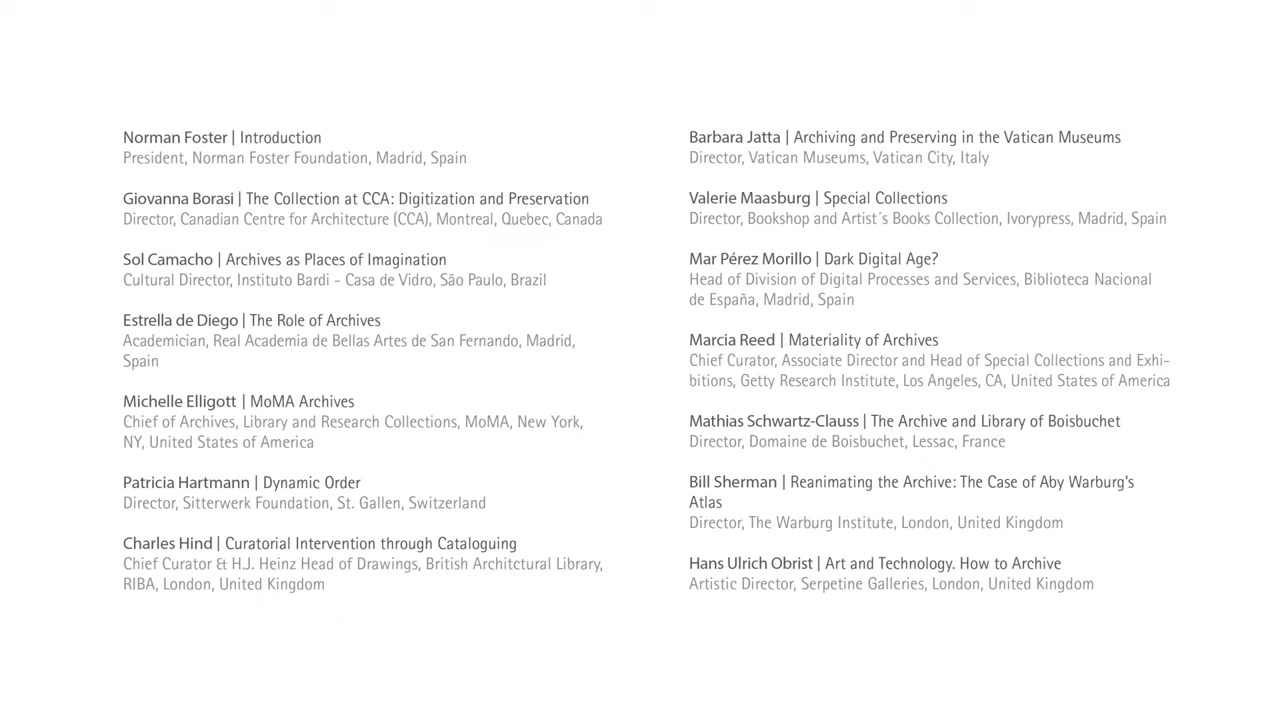 Norman Foster | Introduction
President, Norman Foster Foundation, Madrid, Spain
Giovanna Borasi | The Collection at CCA: Digitization and Preservation
Director, Canadian Centre for Architecture (CCA), Montreal, Quebec, Canada
Sol Camacho | Archives as Places of Imagination
Cultural Director, Instituto Bardi - Casa de Vidro, São Paulo, Brazil
Estrella de Diego | The Role of Archives
Academician, Real Academia de Bellas Artes de San Fernando, Madrid,
Spain
Michelle Elligott | MoMA Archives
Chief of Archives, Library and Research Collections, MoMA, New York,
NY, United States of America
Patricia Hartmann | Dynamic Order
Director, Sitterwerk Foundation, St. Gallen, Switzerland
Charles Hind | Curatorial Intervention through Cataloguing
Chief Curator & H.J. Heinz Head of Drawings, British Architctural Library,
RIBA, London, United Kingdom
Barbara Jatta | Archiving and Preserving in the Vatican Museums
Director, Vatican Museums, Vatican City, Italy
Valerie Maasburg | Special Collections
Director, Bookshop and Artist´s Books Collection, Ivorypress, Madrid, Spain
Mar Pérez Morillo | Dark Digital Age?
Head of Division of Digital Processes and Services, Biblioteca Nacional
de España, Madrid, Spain
Marcia Reed | Materiality of Archives
Chief Curator, Associate Director and Head of Special Collections and Exhi-
bitions, Getty Research Institute, Los Angeles, CA, United States of America
Mathias Schwartz-Clauss | The Archive and Library of Boisbuchet
Director, Domaine de Boisbuchet, Lessac, France
Bill Sherman | Reanimating the Archive: The Case of Aby Warburg's
Atlas
Director, The Warburg Institute, London, United Kingdom
Hans Ulrich Obrist | Art and Technology. How to Archive
Artistic Director, Serpetine Galleries, London, United Kingdom